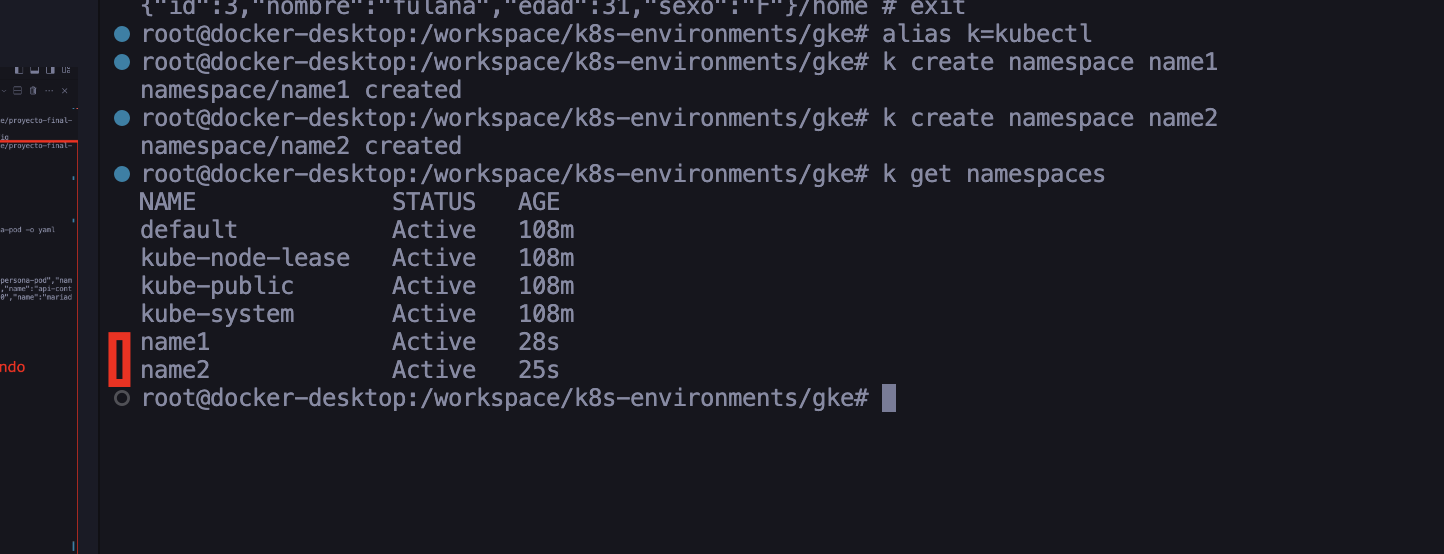 {"id":3,"nombre":"fulana","edad":31,"sexo":"F"}/home # exit
root@docker-desktop:/workspace/k8s-environments/gke# alias k=kubectl
root@docker-desktop:/workspace/k8s-environments/gke# k create namespace name1
namespace/name1 created
root@docker-desktop:/workspace/k8s-environments/gke# k create namespace name2
namespace/name2 created
root@docker-desktop:/workspace/k8s-environments/gke# k get namespaces
NAME STATUS AGE
default Active 108m
kube-node-lease Active 108m
kube-public Active 108m
kube-system Active 108m
name1 Active 28s
name2 Active 25s
root@docker-desktop:/workspace/k8s-environments/gke#
e/proyecto-final-
e/proyecto-final-
a-pod -o yaml
persona-pod","nam
,"name":"api-cont
0","name":"mariad
ndo